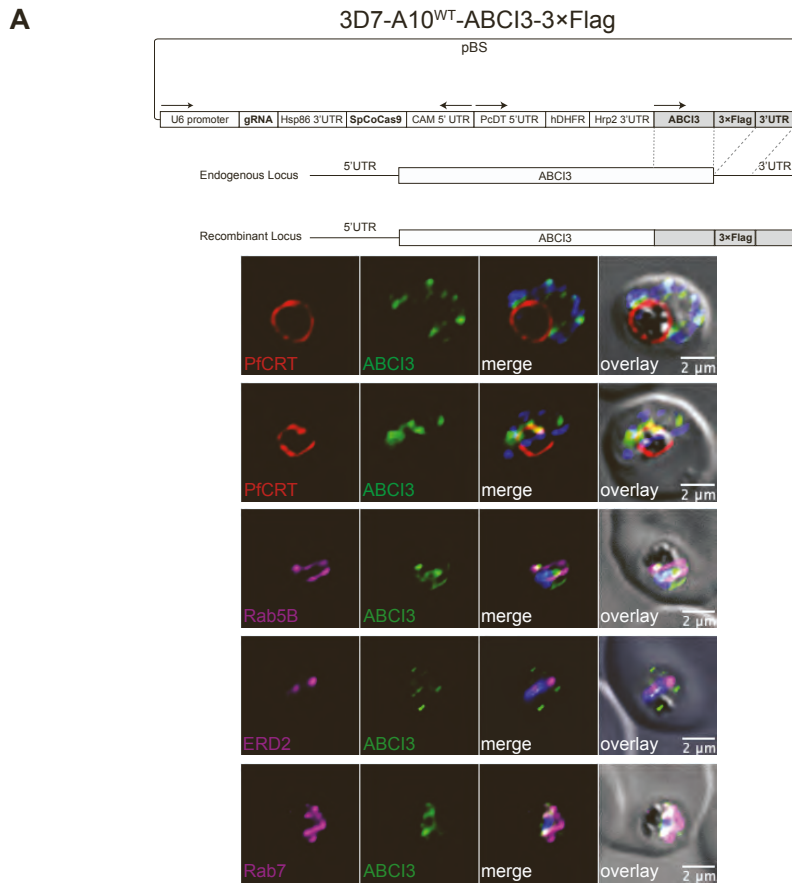 A
3D7-A10ᵂᵀ-ABCI3-3×Flag
pBS
U6 promoter gRNA Hsp86 3'UTR SpCoCas9 CAM 5' UTR PcDT 5'UTR hDHFR Hrp2 3'UTR ABCI3 3×Flag 3'UTR
5'UTR 3'UTR
Endogenous Locus ABCI3
5'UTR
Recombinant Locus ABCI3 3×Flag
PfCRT ABCI3 merge overlay 2 µm
PfCRT ABCI3 merge overlay 2 µm
Rab5B ABCI3 merge overlay 2 µm
ERD2 ABCI3 merge overlay 2 µm
Rab7 ABCI3 merge overlay 2 µm